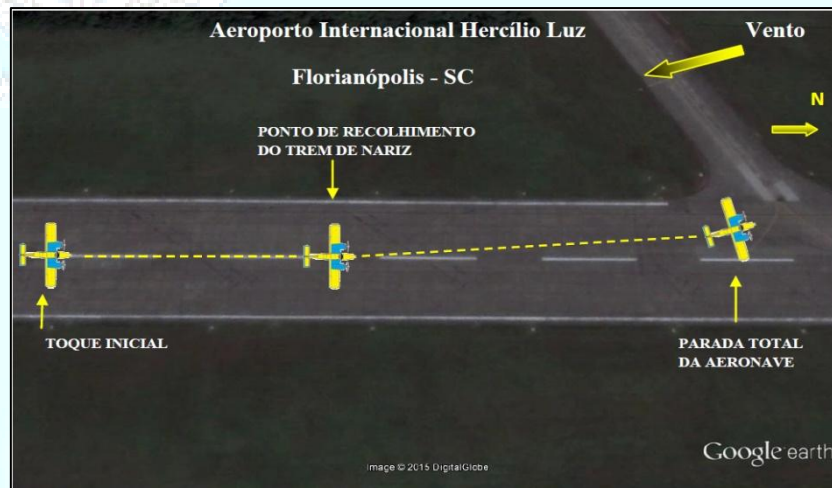 Aeroporto Internacional Hercílio Luz
Florianópolis - SC
Vento
N
PONTO DE RECOLHIMENTO
DO TREM DE NARIZ
TOQUE INICIAL
PARADA TOTAL
DA AERONAVE
Google earth
Image © 2015 DigitalGlobe